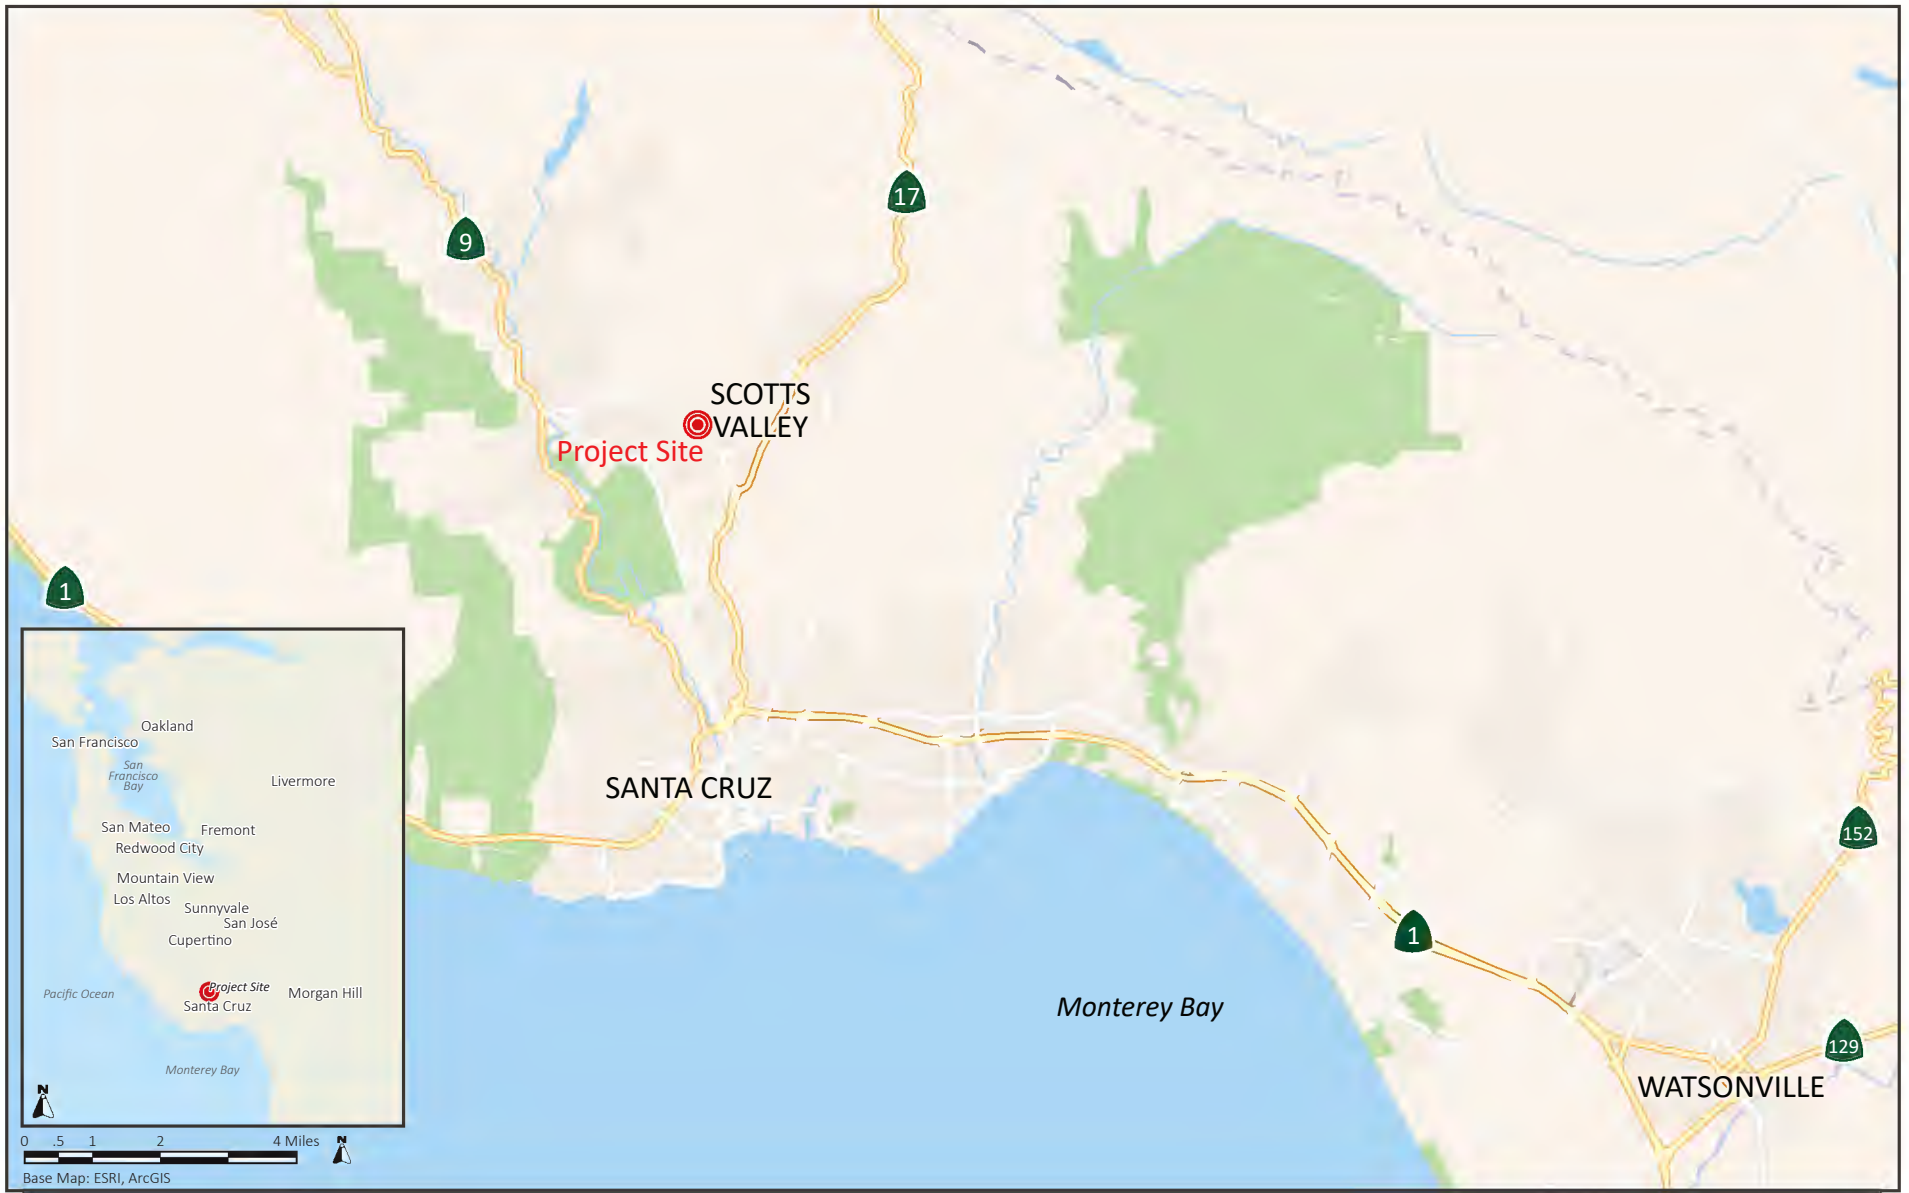 17
9
SCOTTS
VALLEY
Project Site
1
SANTA CRUZ
152
1
Monterey Bay
129
WATSONVILLE
Oakland
San Francisco
San
Francisco
Bay
Livermore
San Mateo
Fremont
Redwood City
Mountain View
Los Altos
Sunnyvale
San José
Cupertino
Project Site
Pacific Ocean
Morgan Hill
Santa Cruz
Monterey Bay
N
0 .5 1 2 4 Miles
N
Base Map: ESRI, ArcGIS